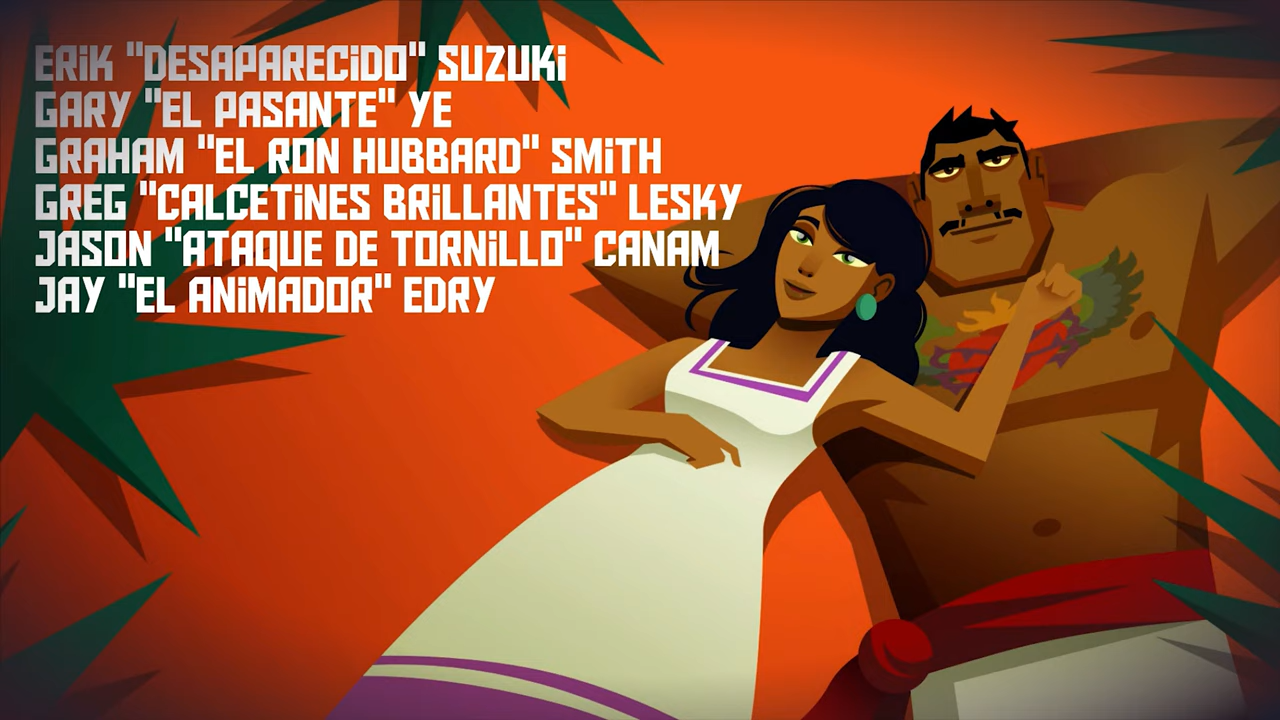 ERIK "DESAPARECIDO" SUZUKI
GARY "EL PASANTE" YE
GRAHAM "EL RON HUBBARD" SMITH
GREG "CALCETINES BRILLANTES" LESKY
JASON "ATAQUE DE TORNILLO" CANAM
JAY "EL ANIMADOR" EDRY